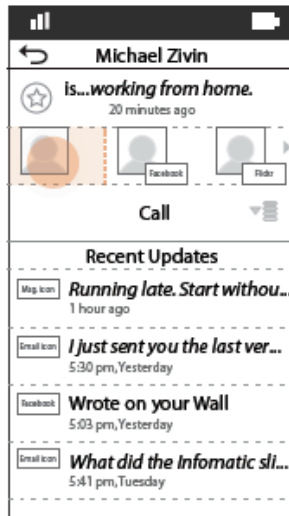 Michael Zivin
is...working from home.
20 minutes ago
Facebook
Flikr
Call
Recent Updates
Msg. icon
Running late. Start withou...
1 hour ago
Email icon
I just sent you the last ver...
5:30 pm, Yesterday
Facebook
Wrote on your Wall
5:03 pm, Yesterday
Email icon
What did the Infomatic sli...
5:41 pm, Tuesday